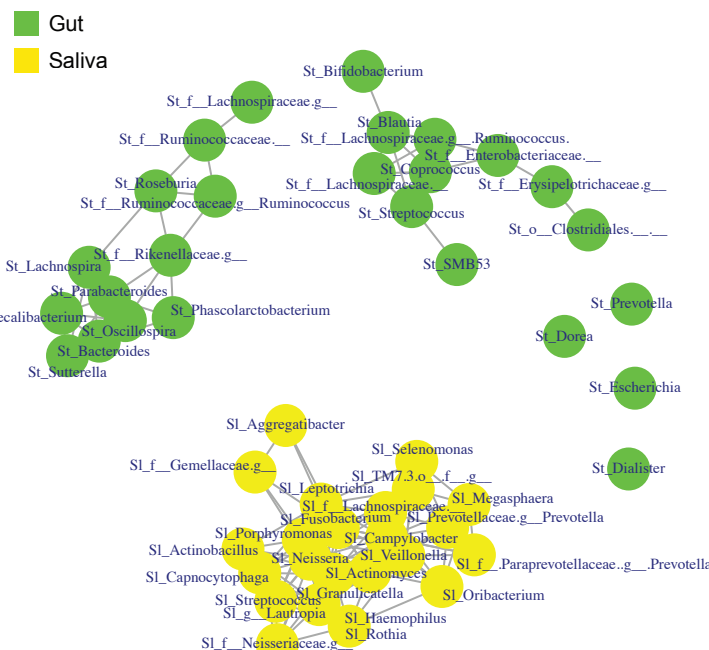 Gut
Saliva
St_Bifidobacterium
St_f__Lachnospiraceae.g__
St_Blautia
St_f__Ruminococcaceae.__
St_f__Lachnospiraceae.g__.Ruminococcus.
St_f__Enterobacteriaceae.__
St_Coprococcus
St_Roseburia
St_f__Lachnospiraceae.__
St_f__Erysipelotrichaceae.g__
St_f__Ruminococcaceae.g__Ruminococcus
St_Streptococcus
St_o__Clostridiales.__.__
St_f__Rikenellaceae.g__
St_Lachnospira
St_SMB53
St_Parabacteroides
St_Prevotella
St_Phascolarctobacterium
ecalibacterium
St_Oscillospira
St_Dorea
St_Bacteroides
St_Sutterella
St_Escherichia
Sl_Aggregatibacter
Sl_Selenomonas
Sl_f__Gemellaceae.g__
St_Dialister
Sl_TM7.3.o__.f__.g__
Sl_Leptotrichia
Sl_Megasphaera
Sl_f__Lachnospiraceae.__
Sl_Fusobacterium
Sl_Prevotellaceae.g__Prevotella
Sl_Porphyromonas
Sl_Campylobacter
Sl_Actinobacillus
Sl_Neisseria
Sl_Veillonella
Sl_f__.Paraprevotellaceae..g__.Prevotella
Sl_Capnocytophaga
Sl_Actinomyces
Sl_Granulicatella
Sl_Oribacterium
Sl_Streptococcus
Sl_g__Lautropia
Sl_Haemophilus
Sl_Rothia
Sl_f__Neisseriaceae.g__